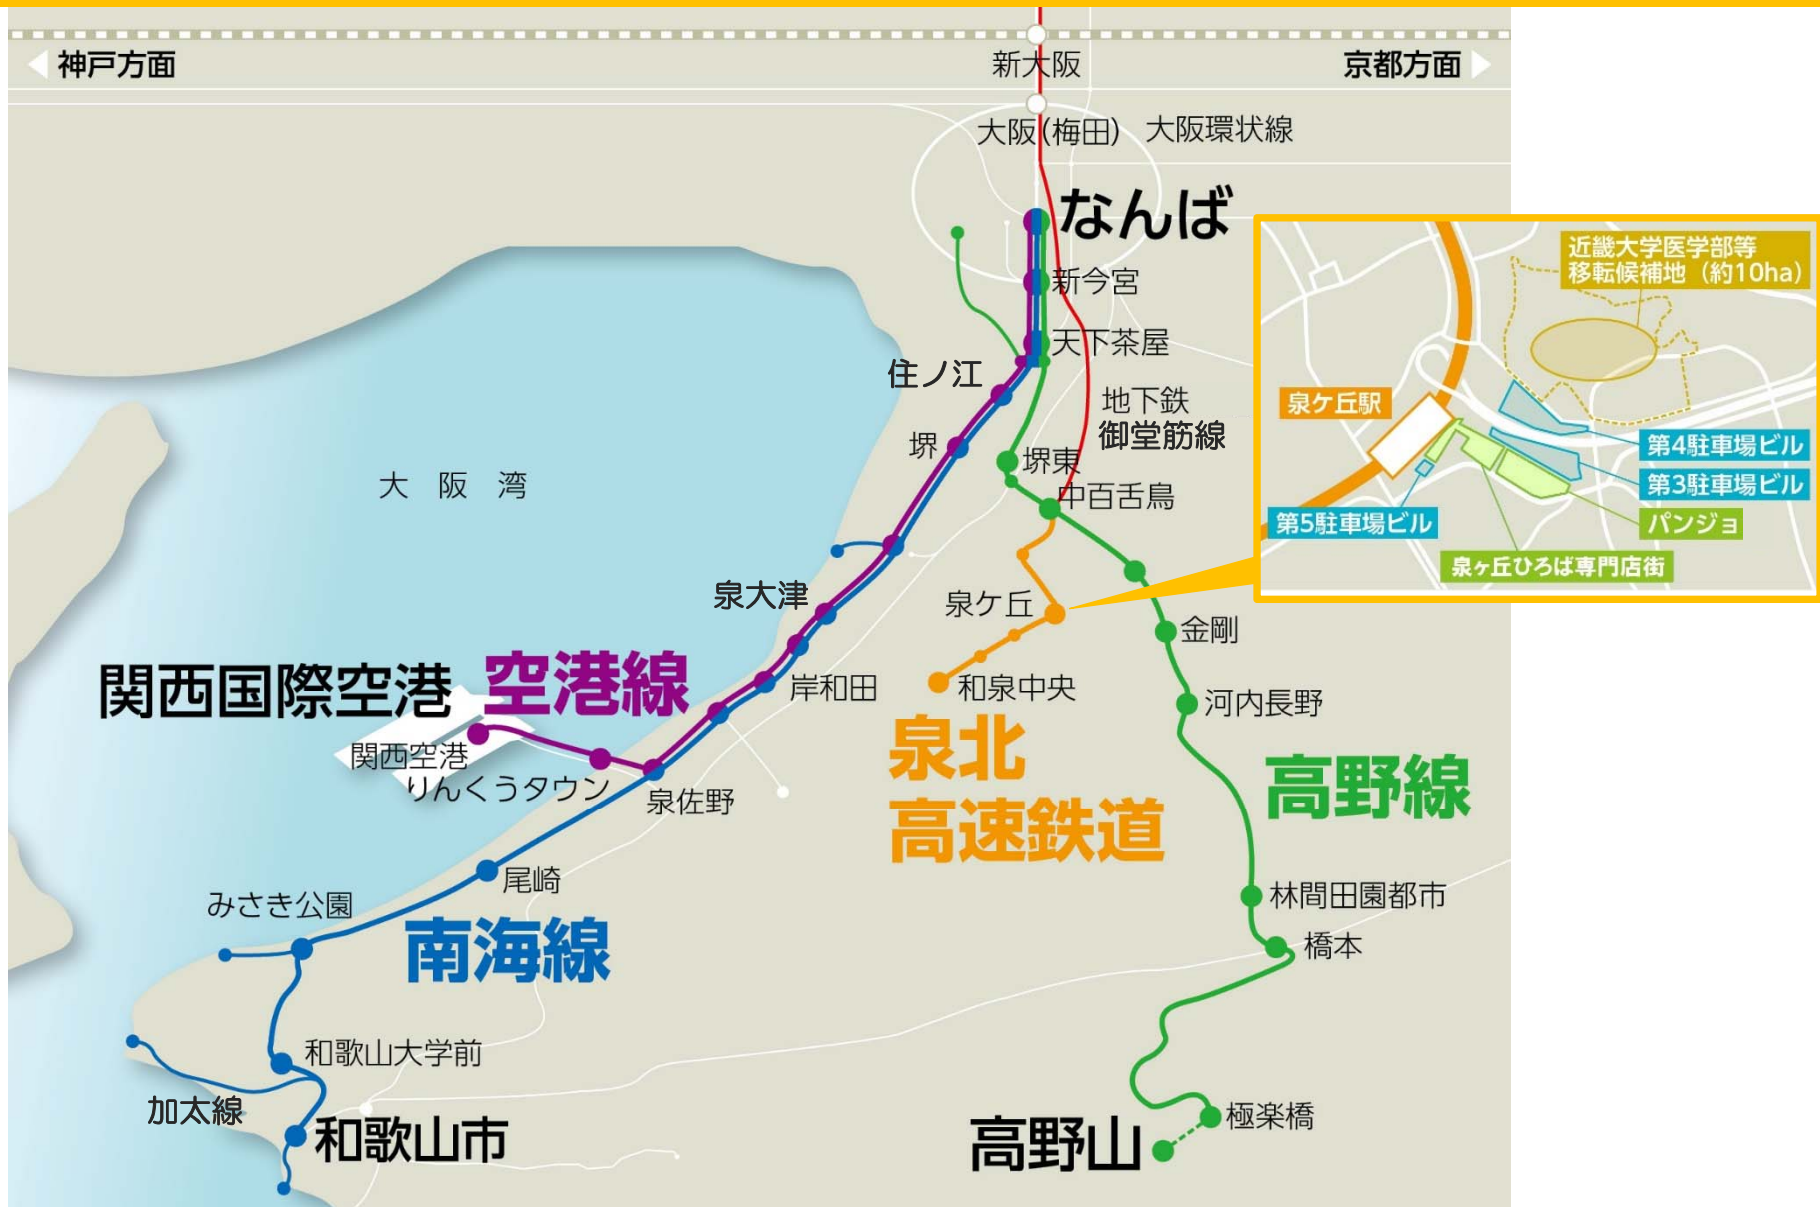 神戸方面
新大阪
京都方面
大阪(梅田)
大阪環状線
なんば
新今宮
天下茶屋
住ノ江
地下鉄
御堂筋線
堺
堺東
中百舌鳥
大阪湾
泉大津
泉ケ丘
金剛
岸和田
和泉中央
河内長野
関西国際空港
空港線
関西空港
りんくうタウン
泉佐野
泉北
高速鉄道
高野線
尾崎
みさき公園
南海線
林間田園都市
橋本
和歌山大学前
加太線
和歌山市
極楽橋
高野山
近畿大学医学部等
移転候補地（約10ha）
泉ケ丘駅
第4駐車場ビル
第3駐車場ビル
第5駐車場ビル
パンジョ
泉ヶ丘ひろば専門店街